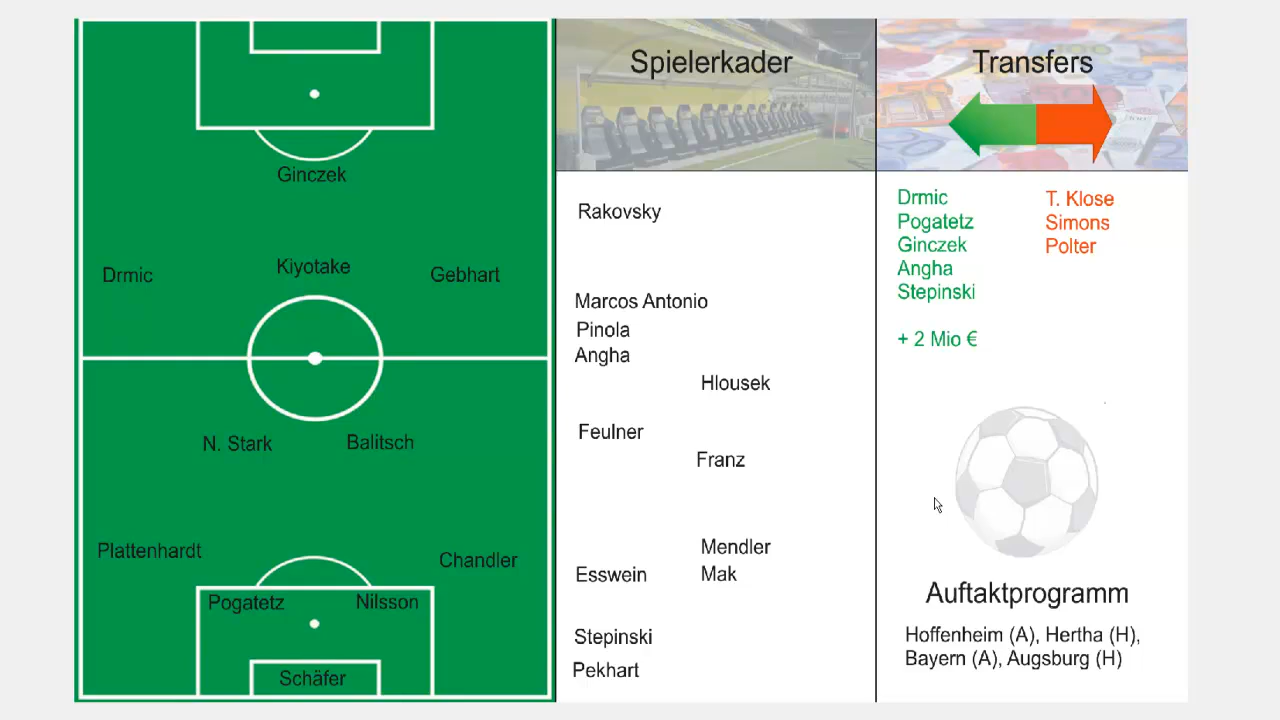 Ginczek
Drmic
Kiyotake
Gebhart
N. Stark
Balitsch
Plattenhardt
Chandler
Pogatetz
Nilsson
Schäfer
Spielerkader
Rakovsky
Marcos Antonio
Pinola
Angha
Hlousek
Feulner
Franz
Mendler
Esswein
Mak
Stepinski
Pekhart
Transfers
Drmic
Pogatetz
Ginczek
Angha
Stepinski
+ 2 Mio €
T. Klose
Simons
Polter
Auftaktprogramm
Hoffenheim (A), Hertha (H),
Bayern (A), Augsburg (H)